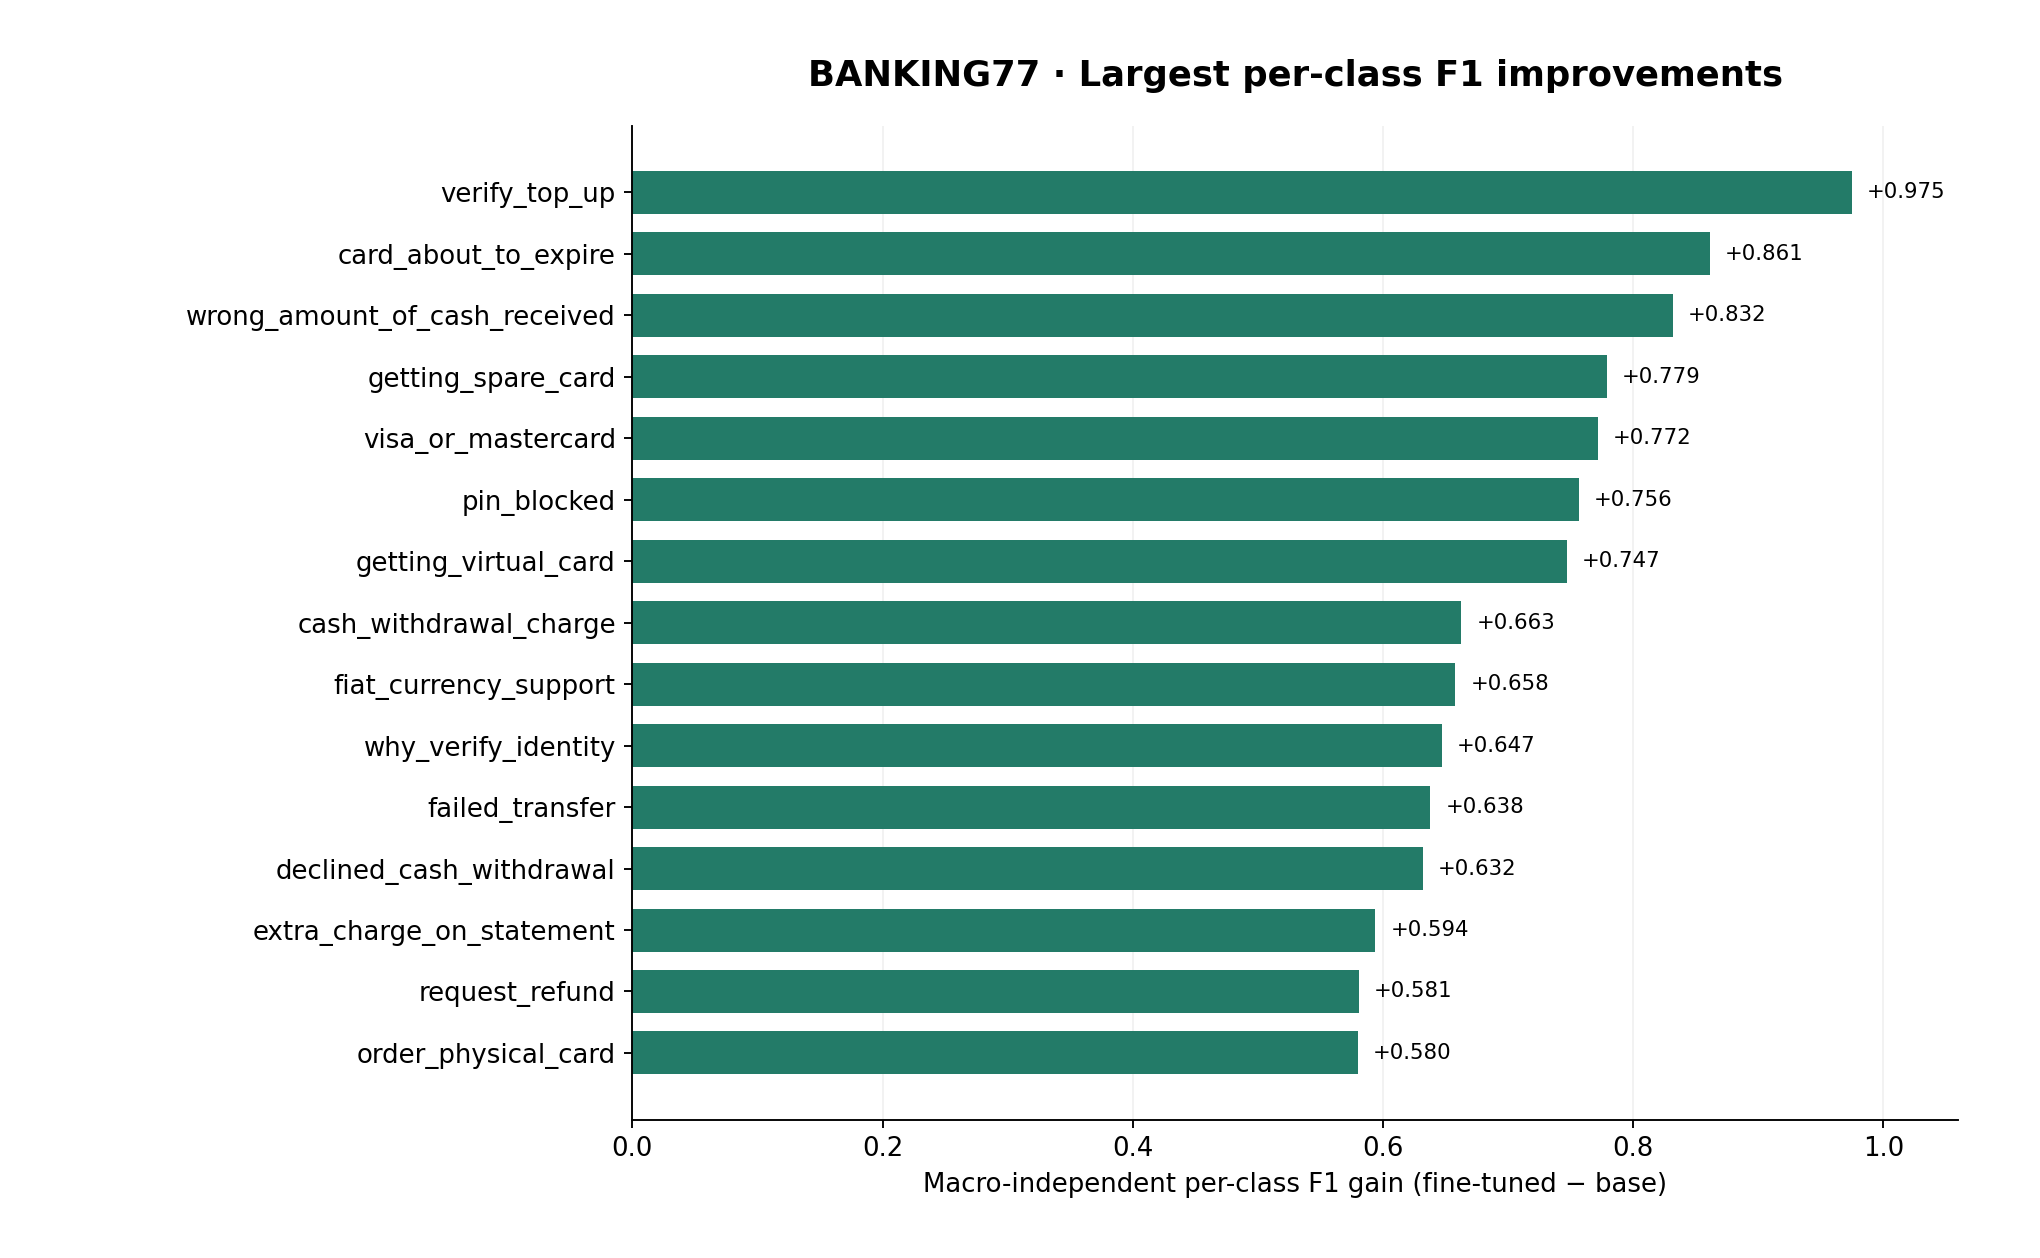 BANKING77 · Largest per-class F1 improvements
verify_top_up +0.975
card_about_to_expire +0.861
wrong_amount_of_cash_received +0.832
getting_spare_card +0.779
visa_or_mastercard +0.772
pin_blocked +0.756
getting_virtual_card +0.747
cash_withdrawal_charge +0.663
fiat_currency_support +0.658
why_verify_identity +0.647
failed_transfer +0.638
declined_cash_withdrawal +0.632
extra_charge_on_statement +0.594
request_refund +0.581
order_physical_card +0.580
0.0 0.2 0.4 0.6 0.8 1.0
Macro-independent per-class F1 gain (fine-tuned − base)